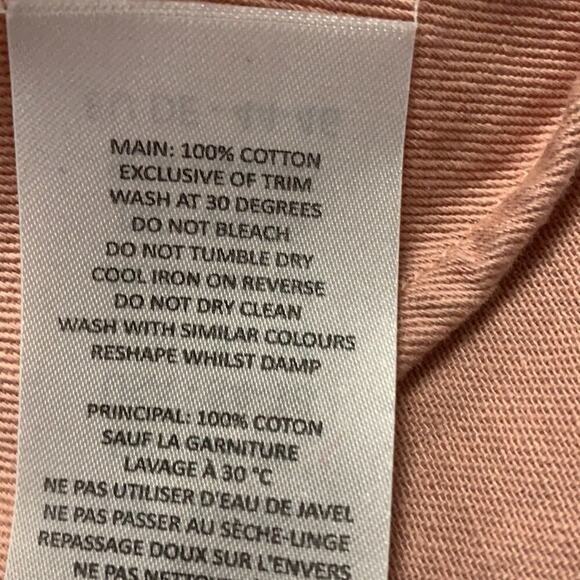 MAIN: 100% COTTON
EXCLUSIVE OF TRIM
WASH AT 30 DEGREES
DO NOT BLEACH
DO NOT TUMBLE DRY
COOL IRON ON REVERSE
DO NOT DRY CLEAN
WASH WITH SIMILAR COLOURS
RESHAPE WHILST DAMP
PRINCIPAL: 100% COTON
SAUF LA GARNITURE
LAVAGE À 30 °C
NE PAS UTILISER D'EAU DE JAVEL
NE PAS PASSER AU SÈCHE-LINGE
REPASSAGE DOUX SUR L'ENVERS
NE PAS